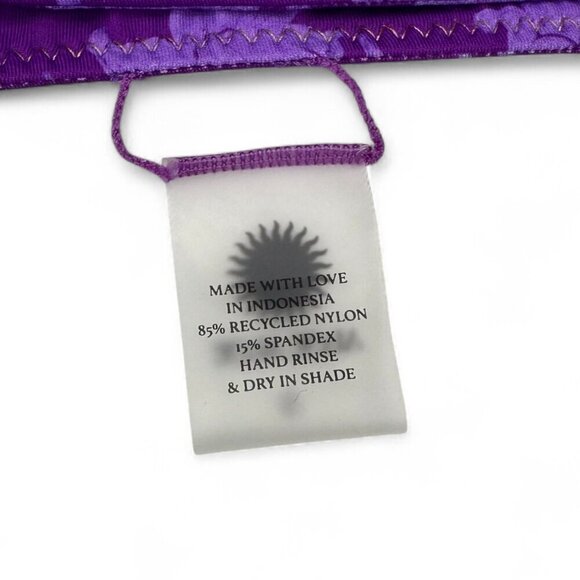 MADE WITH LOVE
IN INDONESIA
85% RECYCLED NYLON
15% SPANDEX
HAND RINSE
& DRY IN SHADE